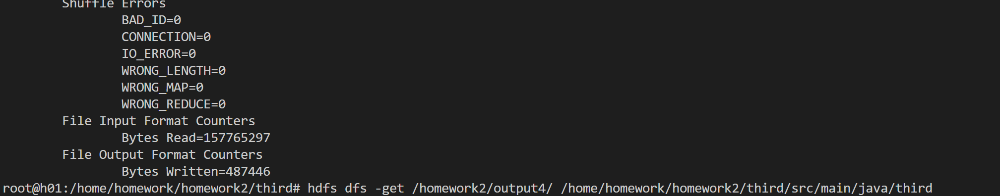 Shuffle Errors
BAD_ID=0
CONNECTION=0
IO_ERROR=0
WRONG_LENGTH=0
WRONG_MAP=0
WRONG_REDUCE=0
File Input Format Counters
Bytes Read=157765297
File Output Format Counters
Bytes Written=487446
root@h01:/home/homework/homework2/third# hdfs dfs -get /homework2/output4/ /home/homework/homework2/third/src/main/java/third